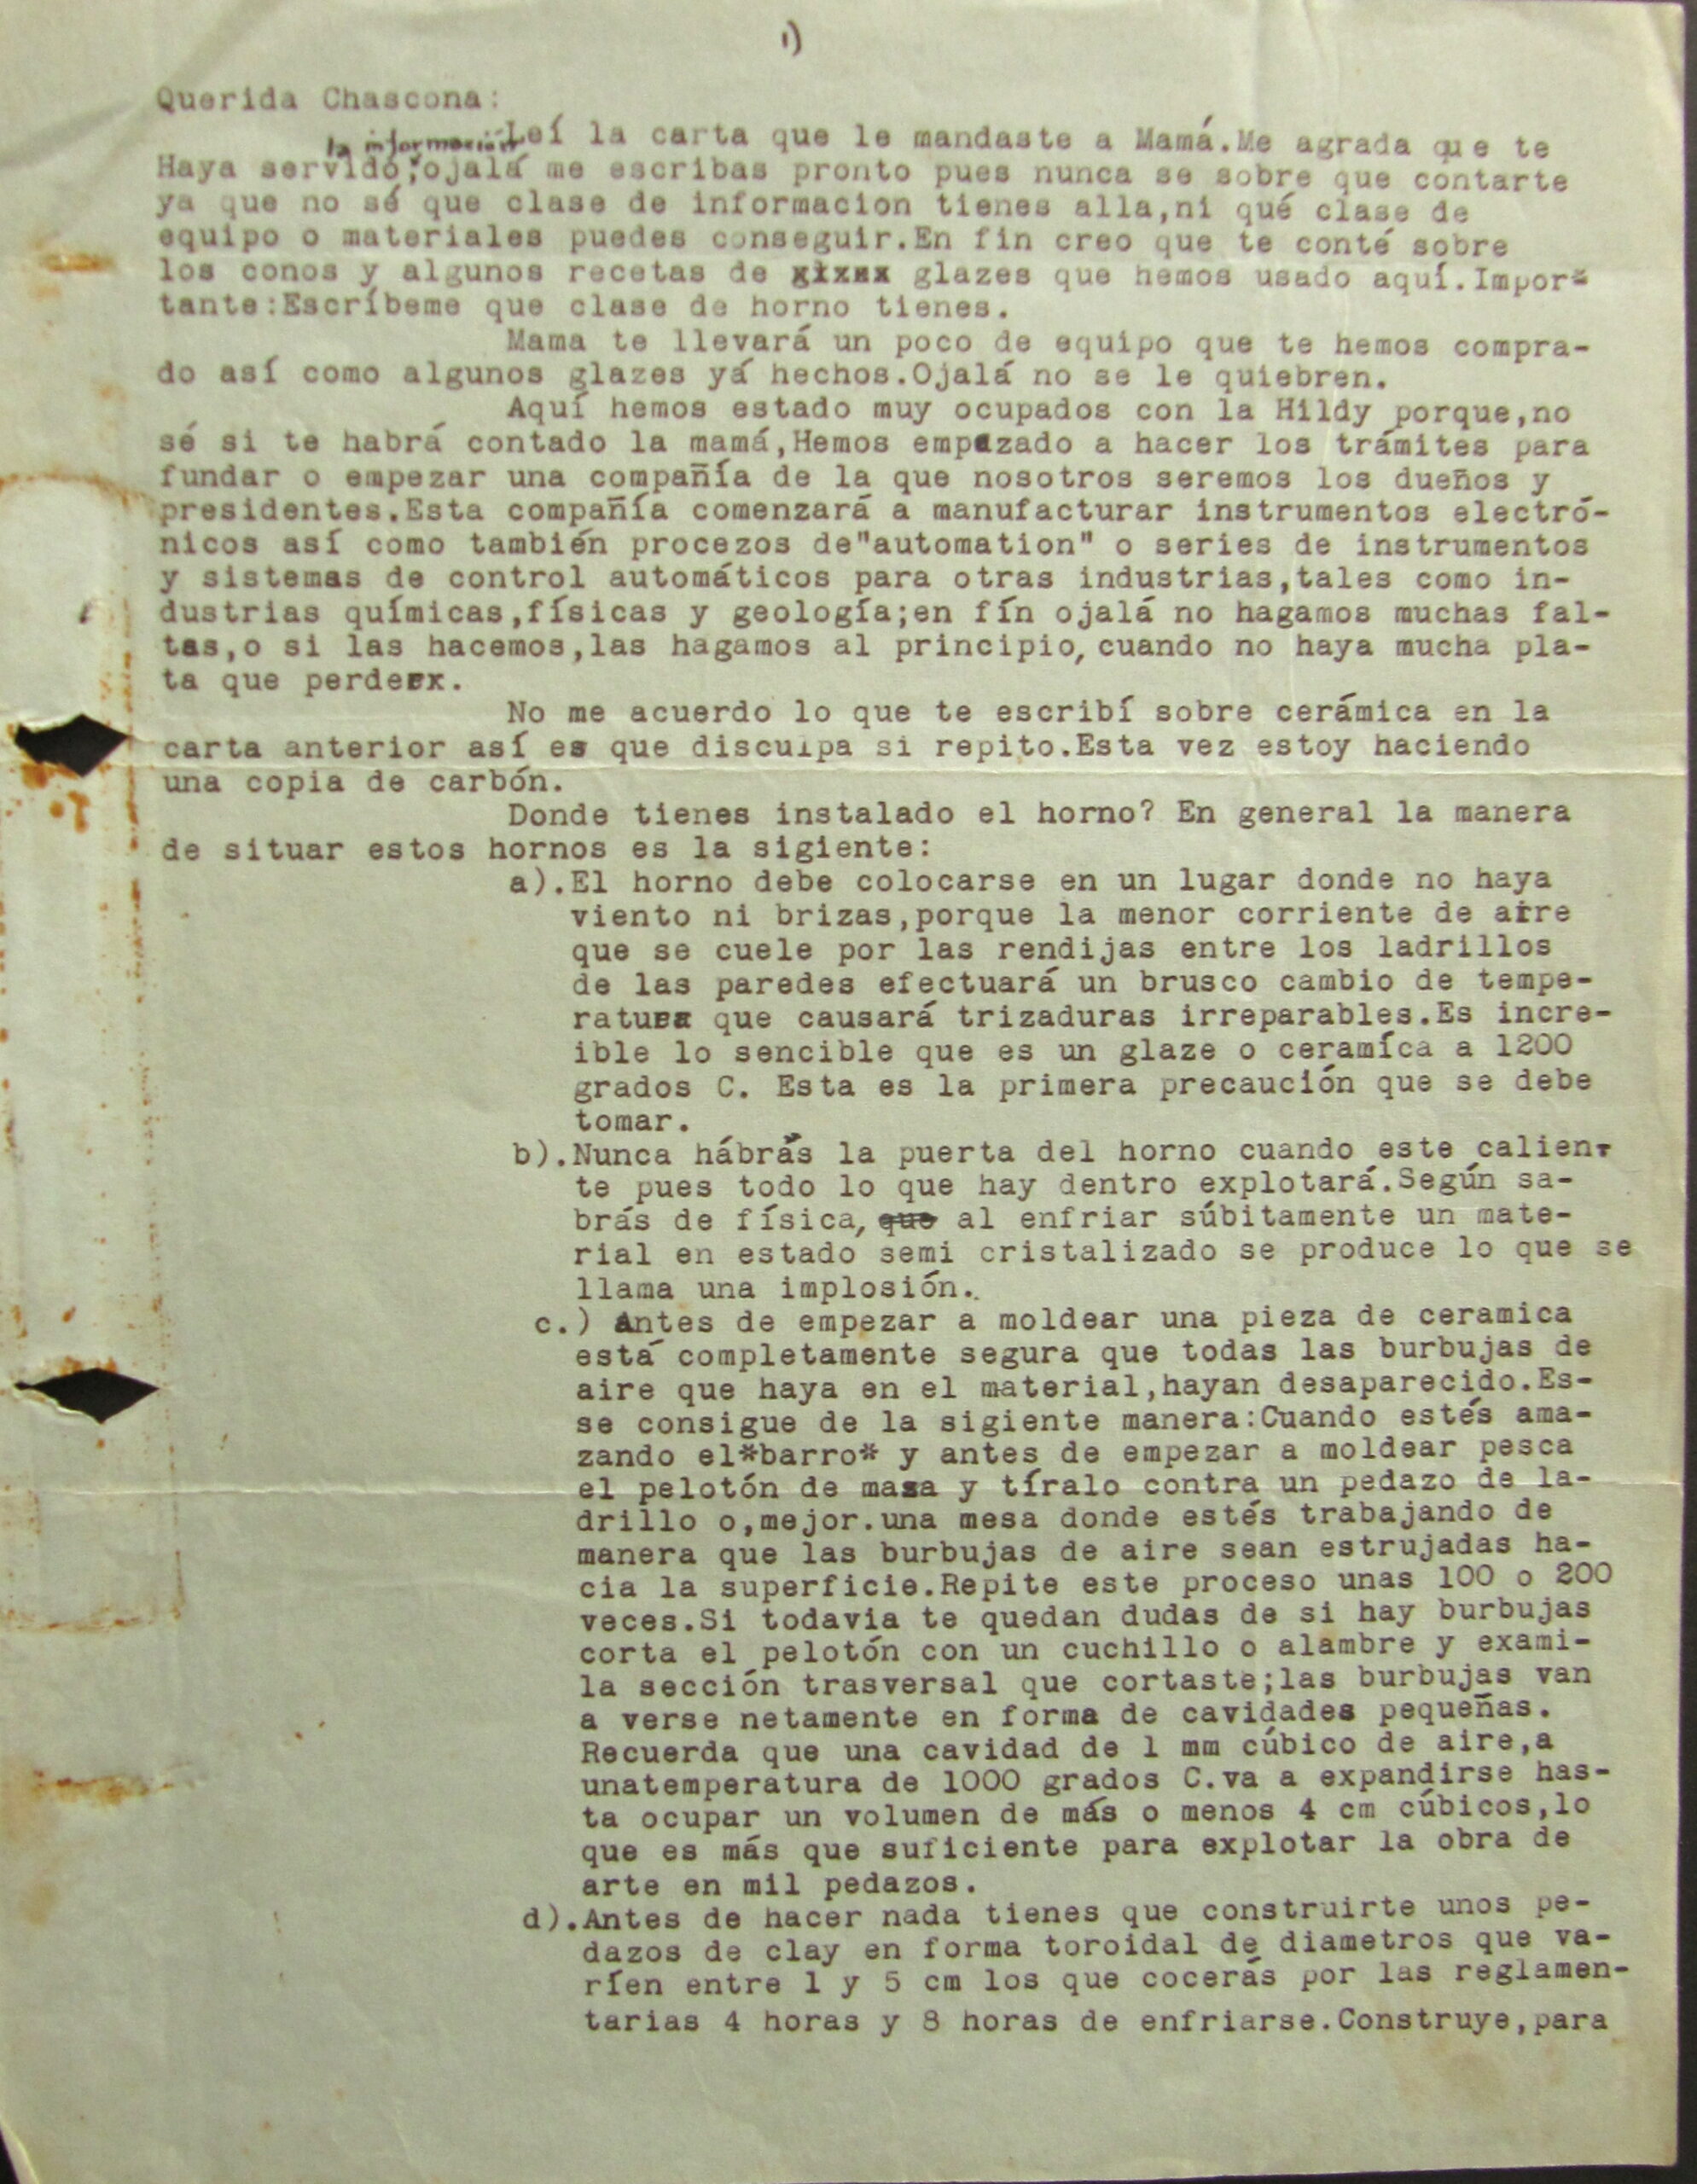 1)
Querida Chascona:
Leí la carta que le mandaste a Mamá.Me agrada que te
la información
Haya servido,ojalá me escribas pronto pues nunca se sobre que contarte
ya que no sé que clase de informacion tienes alla,ni qué clase de
equipo o materiales puedes conseguir.En fin creo que te conté sobre
los conos y algunos recetas de glazes que hemos usado aquí.Impor-
tante:Escríbeme que clase de horno tienes.
Mama te llevará un poco de equipo que te hemos compra-
do así como algunos glazes yá hechos.Ojalá no se le quiebren.
Aquí hemos estado muy ocupados con la Hildy porque,no
sé si te habrá contado la mamá,Hemos empezado a hacer los trámites para
fundar o empezar una compañía de la que nosotros seremos los dueños y
presidentes.Esta compañía comenzará a manufacturar instrumentos electró-
nicos así como también procezos de"automation" o series de instrumentos
y sistemas de control automáticos para otras industrias,tales como in-
dustrias químicas,físicas y geología;en fín ojalá no hagamos muchas fal-
tas,o si las hacemos,las hagamos al principio,cuando no haya mucha pla-
ta que perderx.
No me acuerdo lo que te escribí sobre cerámica en la
carta anterior así es que disculpa si repito.Esta vez estoy haciendo
una copia de carbón.
Donde tienes instalado el horno? En general la manera
de situar estos hornos es la sigiente:
a).El horno debe colocarse en un lugar donde no haya
viento ni brizas,porque la menor corriente de aire
que se cuele por las rendijas entre los ladrillos
de las paredes efectuará un brusco cambio de tempe-
ratura que causará trizaduras irreparables.Es incre-
ible lo sencible que es un glaze o ceramíca a 1200
grados C. Esta es la primera precaución que se debe
tomar.
b).Nunca hábrás la puerta del horno cuando este calien-
te pues todo lo que hay dentro explotará.Según sa-
brás de física, que al enfriar súbitamente un mate-
rial en estado semi cristalizado se produce lo que se
llama una implosión..
c.) Antes de empezar a moldear una pieza de ceramica
está completamente segura que todas las burbujas de
aire que haya en el material,hayan desaparecido.Es-
se consigue de la sigiente manera:Cuando estés ama-
zando el*barro* y antes de empezar a moldear pesca
el pelotón de masa y tíralo contra un pedazo de la-
drillo o,mejor.una mesa donde estés trabajando de
manera que las burbujas de aire sean estrujadas ha-
cia la superficie.Repite este proceso unas 100 o 200
veces.Si todavia te quedan dudas de si hay burbujas
corta el pelotón con un cuchillo o alambre y exami-
la sección trasversal que cortaste;las burbujas van
a verse netamente en forma de cavidades pequeñas.
Recuerda que una cavidad de 1 mm cúbico de aire,a
unatemperatura de 1000 grados C.va a expandirse has-
ta ocupar un volumen de más o menos 4 cm cúbicos,lo
que es más que suficiente para explotar la obra de
arte en mil pedazos.
d).Antes de hacer nada tienes que construirte unos pe-
dazos de clay en forma toroidal de diametros que va-
ríen entre 1 y 5 cm los que cocerás por las reglamen-
tarias 4 horas y 8 horas de enfriarse.Construye,para